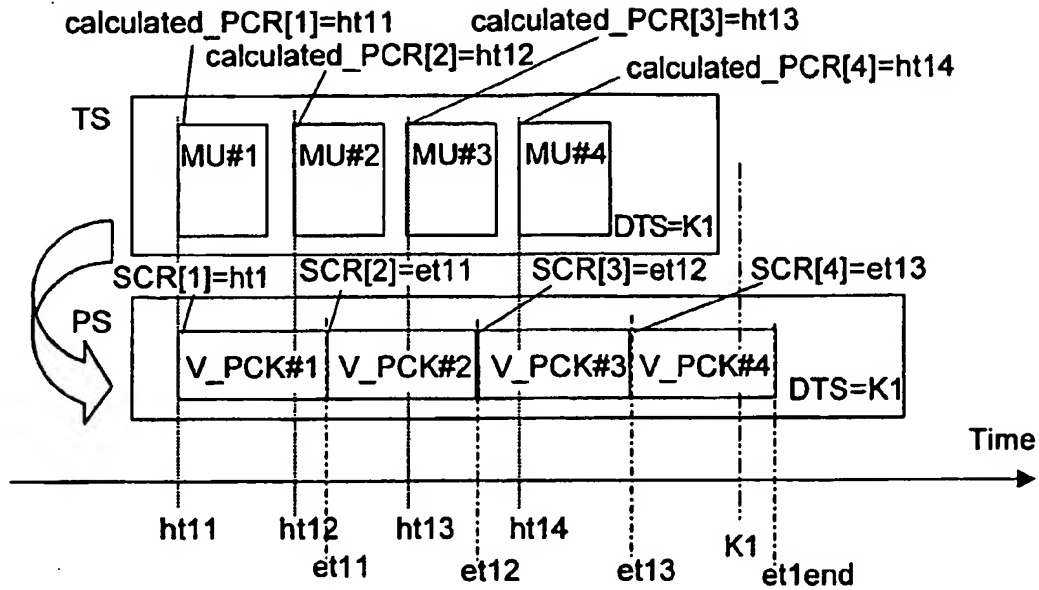 calculated_PCR[1]=ht11
calculated_PCR[2]=ht12
calculated_PCR[3]=ht13
calculated_PCR[4]=ht14
TS
MU#1
MU#2
MU#3
MU#4
DTS=K1
SCR[1]=ht1
SCR[2]=et11
SCR[3]=et12
SCR[4]=et13
PS
V_PCK#1
V_PCK#2
V_PCK#3
V_PCK#4
DTS=K1
Time
ht11
ht12
ht13
ht14
K1
et11
et12
et13
et1end